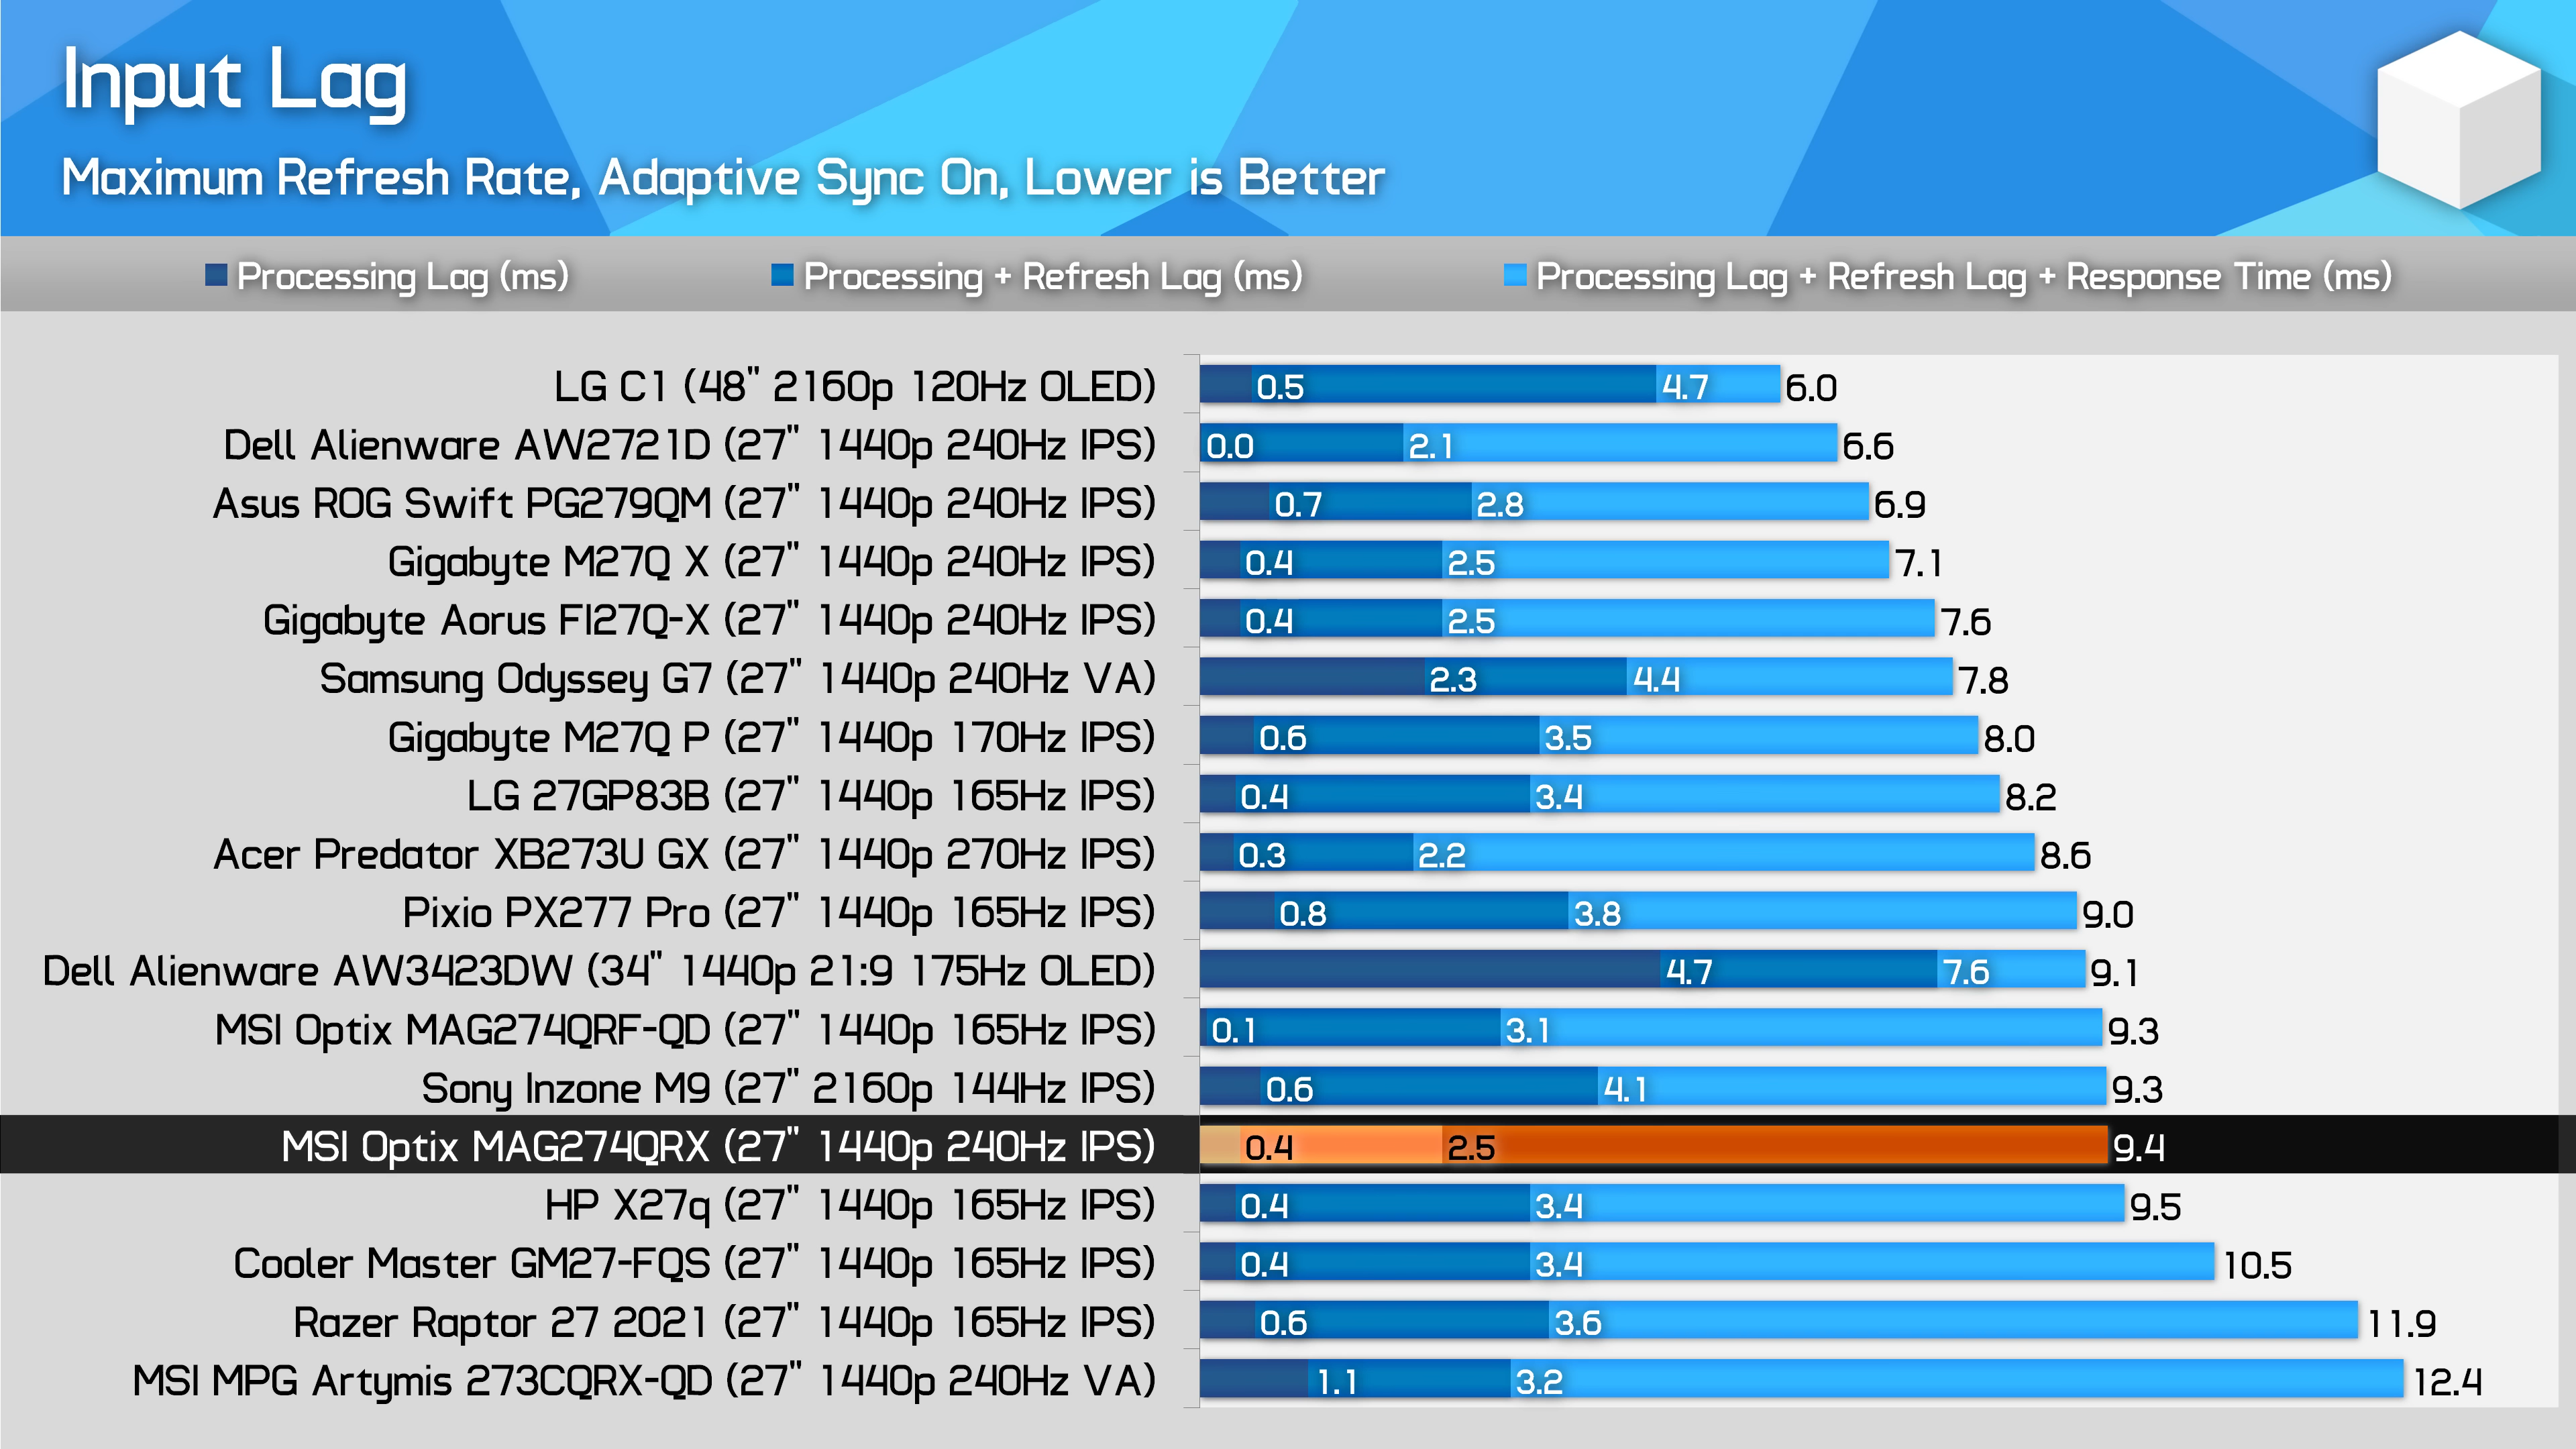 Input Lag
Maximum Refresh Rate, Adaptive Sync On, Lower is Better
Processing Lag (ms) Processing + Refresh Lag (ms) Processing Lag + Refresh Lag + Response Time (ms)
LG C1 (48" 2160p 120Hz OLED) 0.5 4.7 6.0
Dell Alienware AW2721D (27" 1440p 240Hz IPS) 0.0 2.1 6.6
Asus ROG Swift PG279QM (27" 1440p 240Hz IPS) 0.7 2.8 6.9
Gigabyte M27Q X (27" 1440p 240Hz IPS) 0.4 2.5 7.1
Gigabyte Aorus FI27Q-X (27" 1440p 240Hz IPS) 0.4 2.5 7.6
Samsung Odyssey G7 (27" 1440p 240Hz VA) 2.3 4.4 7.8
Gigabyte M27Q P (27" 1440p 170Hz IPS) 0.6 3.5 8.0
LG 27GP83B (27" 1440p 165Hz IPS) 0.4 3.4 8.2
Acer Predator XB273U GX (27" 1440p 270Hz IPS) 0.3 2.2 8.6
Pixio PX277 Pro (27" 1440p 165Hz IPS) 0.8 3.8 9.0
Dell Alienware AW3423DW (34" 1440p 21:9 175Hz OLED) 4.7 7.6 9.1
MSI Optix MAG274QRF-QD (27" 1440p 165Hz IPS) 0.1 3.1 9.3
Sony Inzone M9 (27" 2160p 144Hz IPS) 0.6 4.1 9.3
MSI Optix MAG274QRX (27" 1440p 240Hz IPS) 0.4 2.5 9.4
HP X27q (27" 1440p 165Hz IPS) 0.4 3.4 9.5
Cooler Master GM27-FQS (27" 1440p 165Hz IPS) 0.4 3.4 10.5
Razer Raptor 27 2021 (27" 1440p 165Hz IPS) 0.6 3.6 11.9
MSI MPG Artymis 273CQRX-QD (27" 1440p 240Hz VA) 1.1 3.2 12.4